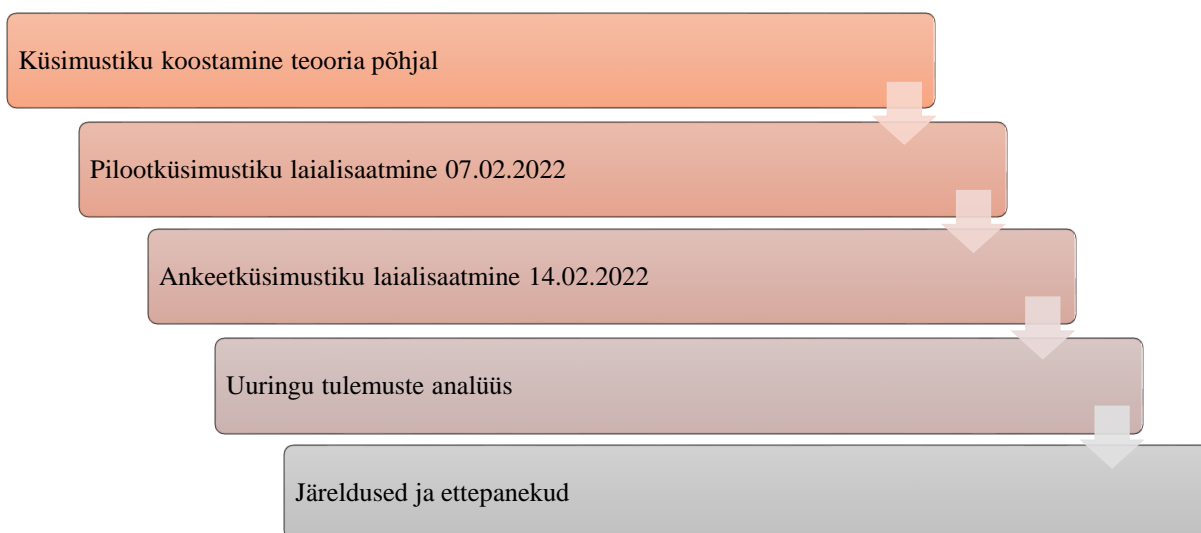 Küsimustiku koostamine teooria põhjal
Pilootküsimustiku laialisaatmine 07.02.2022
Ankeetküsimustiku laialisaatmine 14.02.2022
Uuringu tulemuste analüüs
Järeldused ja ettepanekud